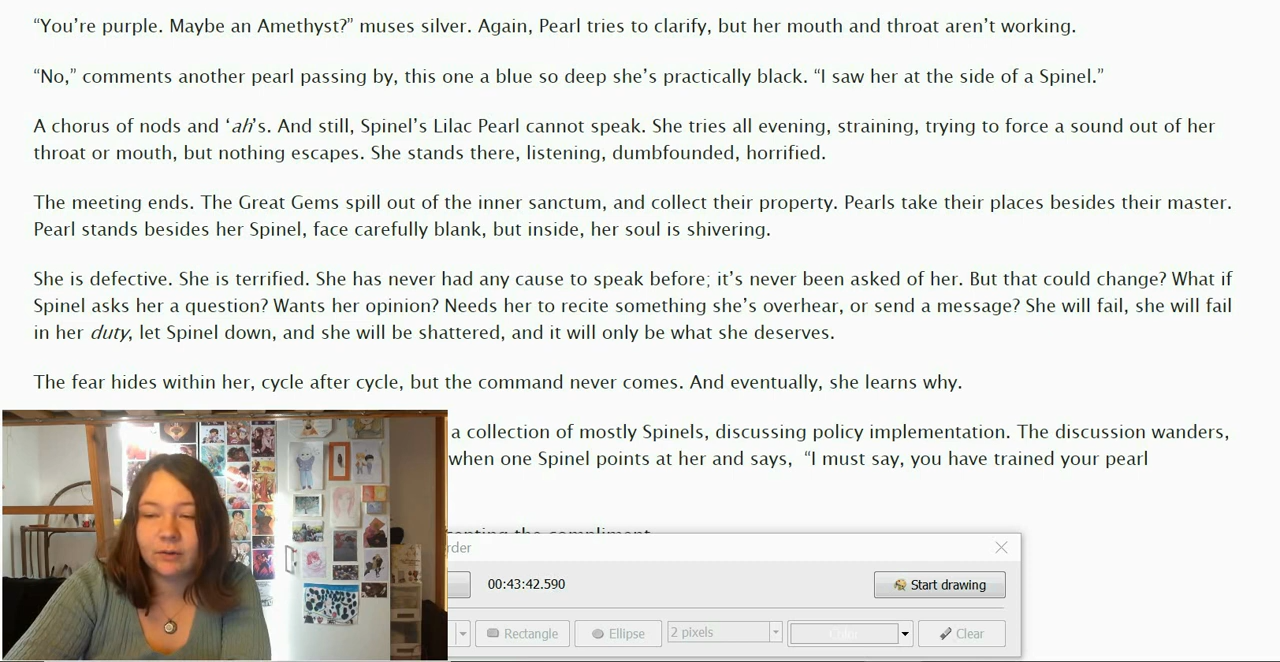 “You’re purple. Maybe an Amethyst?” muses silver. Again, Pearl tries to clarify, but her mouth and throat aren’t working.
“No,” comments another pearl passing by, this one a blue so deep she’s practically black. “I saw her at the side of a Spinel.”
A chorus of nods and ‘ah’s. And still, Spinel’s Lilac Pearl cannot speak. She tries all evening, straining, trying to force a sound out of her
throat or mouth, but nothing escapes. She stands there, listening, dumbfounded, horrified.
The meeting ends. The Great Gems spill out of the inner sanctum, and collect their property. Pearls take their places besides their master.
Pearl stands besides her Spinel, face carefully blank, but inside, her soul is shivering.
She is defective. She is terrified. She has never had any cause to speak before; it’s never been asked of her. But that could change? What if
Spinel asks her a question? Wants her opinion? Needs her to recite something she’s overhear, or send a message? She will fail, she will fail
in her duty, let Spinel down, and she will be shattered, and it will only be what she deserves.
The fear hides within her, cycle after cycle, but the command never comes. And eventually, she learns why.
a collection of mostly Spinels, discussing policy implementation. The discussion wanders,
when one Spinel points at her and says, “I must say, you have trained your pearl
the compliment
00:43:42.590
Start drawing
Rectangle
Ellipse
2 pixels
Color
Clear